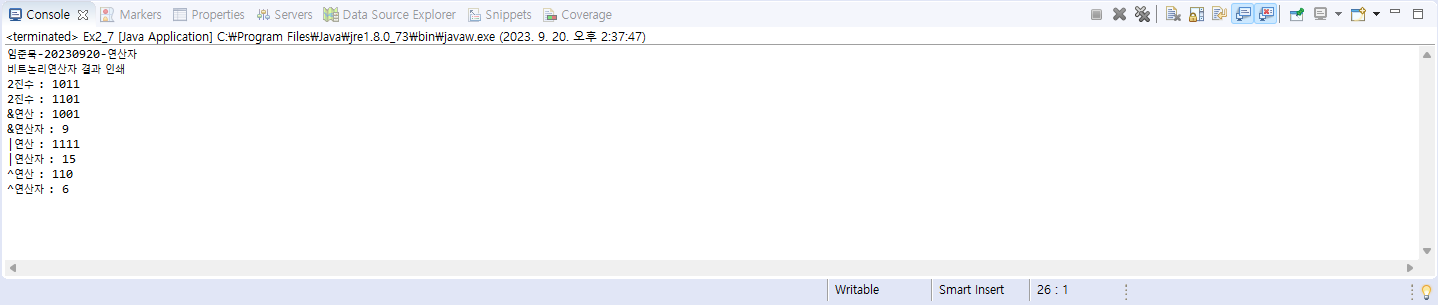 Console Markers Properties Servers Data Source Explorer Snippets Coverage
<terminated> Ex2_7 [Java Application] C:₩Program Files₩Java₩jre1.8.0_73₩bin₩javaw.exe (2023. 9. 20. 오후 2:37:47)
임준묵-20230920-연산자
비트논리연산자 결과 인쇄
2진수 : 1011
2진수 : 1101
&연산 : 1001
&연산자 : 9
|연산 : 1111
|연산자 : 15
^연산 : 110
^연산자 : 6
Writable Smart Insert 26 : 1